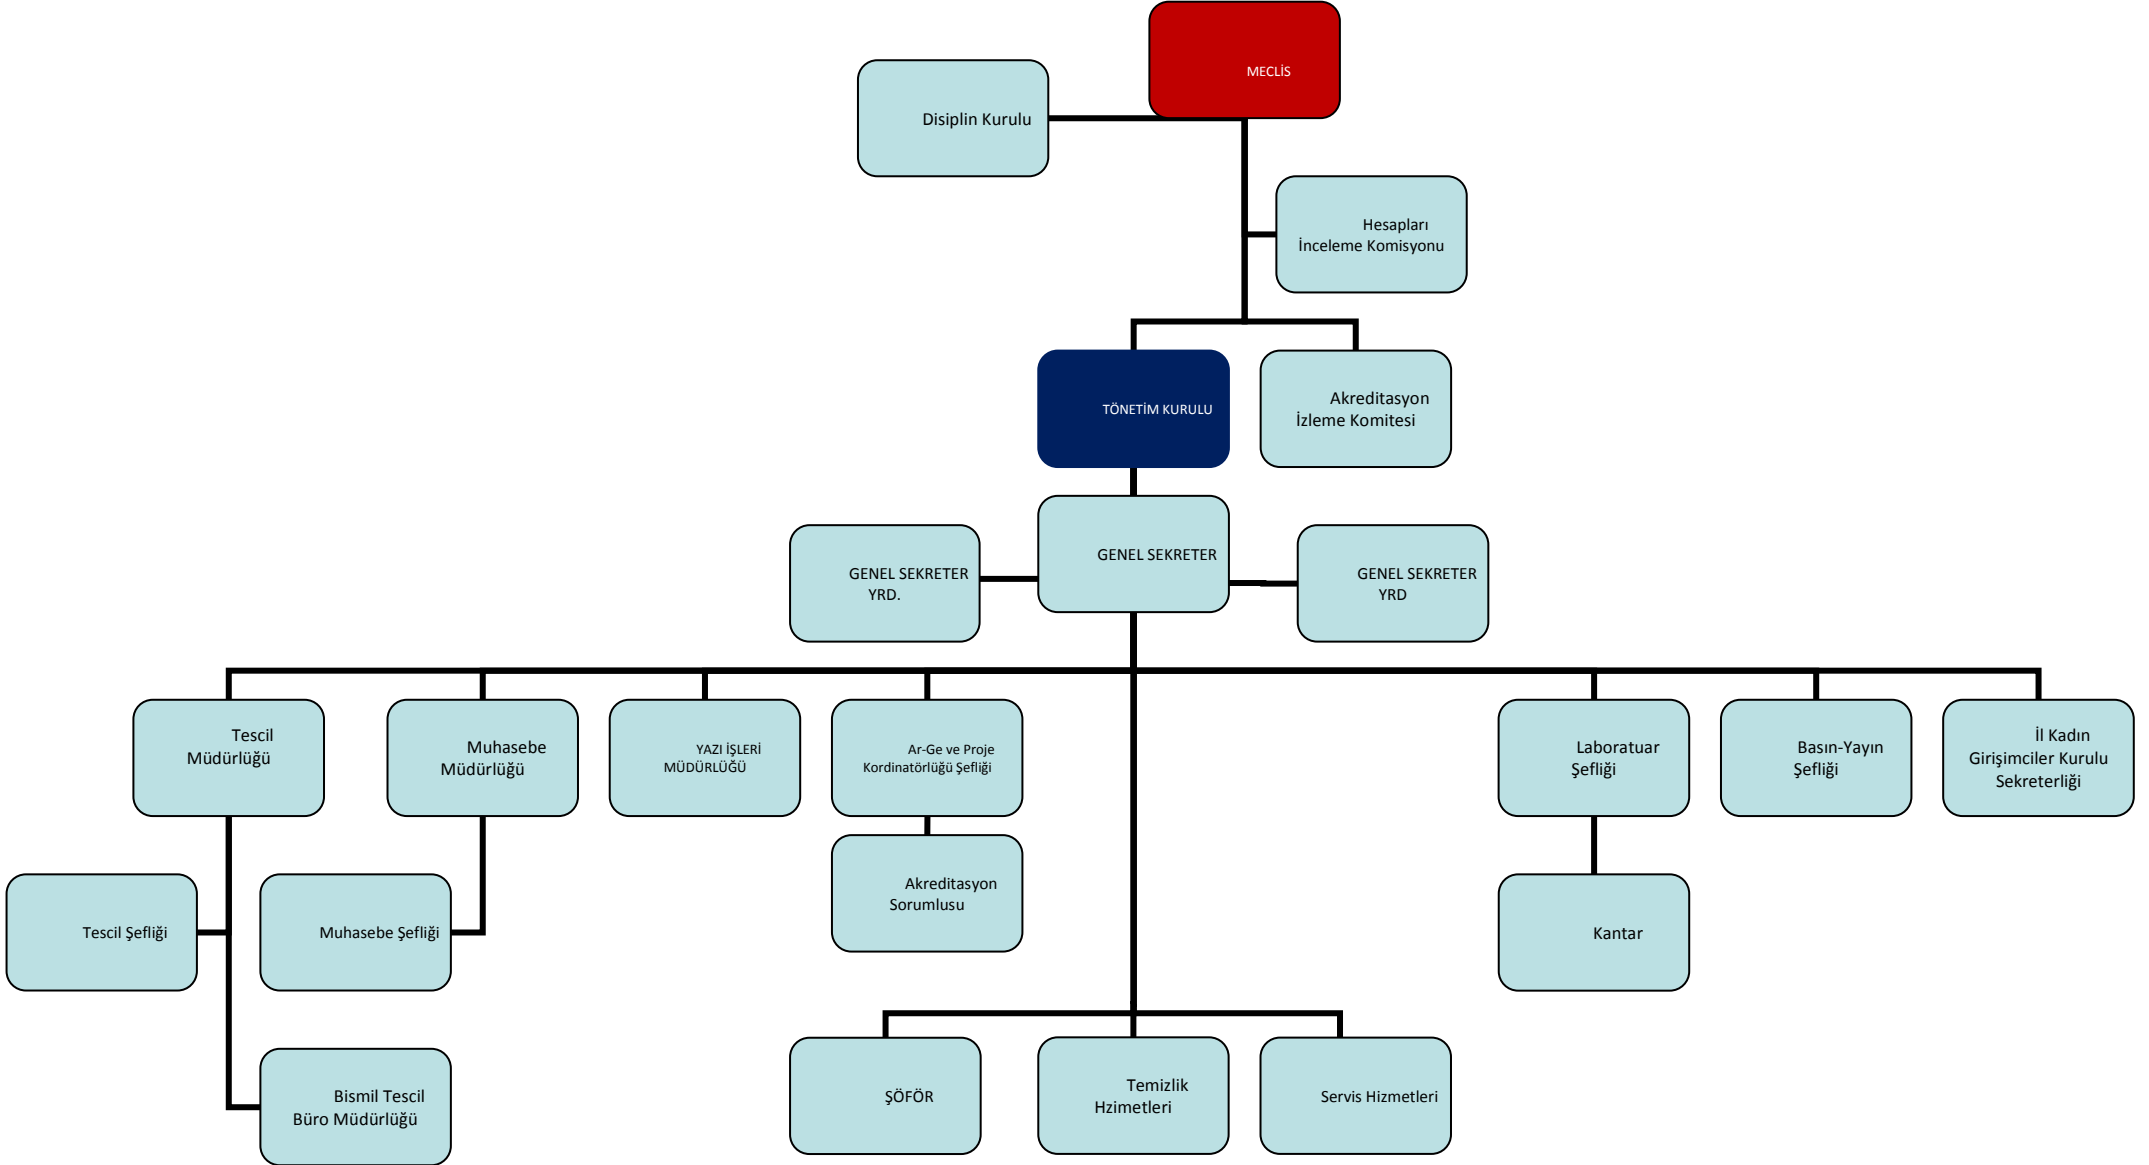 MECLİS
Disiplin Kurulu
Hesapları
İnceleme Komisyonu
TÖNETİM KURULU
Akreditasyon
İzleme Komitesi
GENEL SEKRETER
GENEL SEKRETER
YRD.
GENEL SEKRETER
YRD
Tescil
Müdürlüğü
Muhasebe
Müdürlüğü
YAZI İŞLERİ
MÜDÜRLÜĞÜ
Ar-Ge ve Proje
Kordinatörlüğü Şefliği
Laboratuar
Şefliği
Basın-Yayın
Şefliği
İl Kadın
Girişimciler Kurulu
Sekreterliği
Tescil Şefliği
Muhasebe Şefliği
Akreditasyon
Sorumlusu
Kantar
Bismil Tescil
Büro Müdürlüğü
ŞÖFÖR
Temizlik
Hzimetleri
Servis Hizmetleri